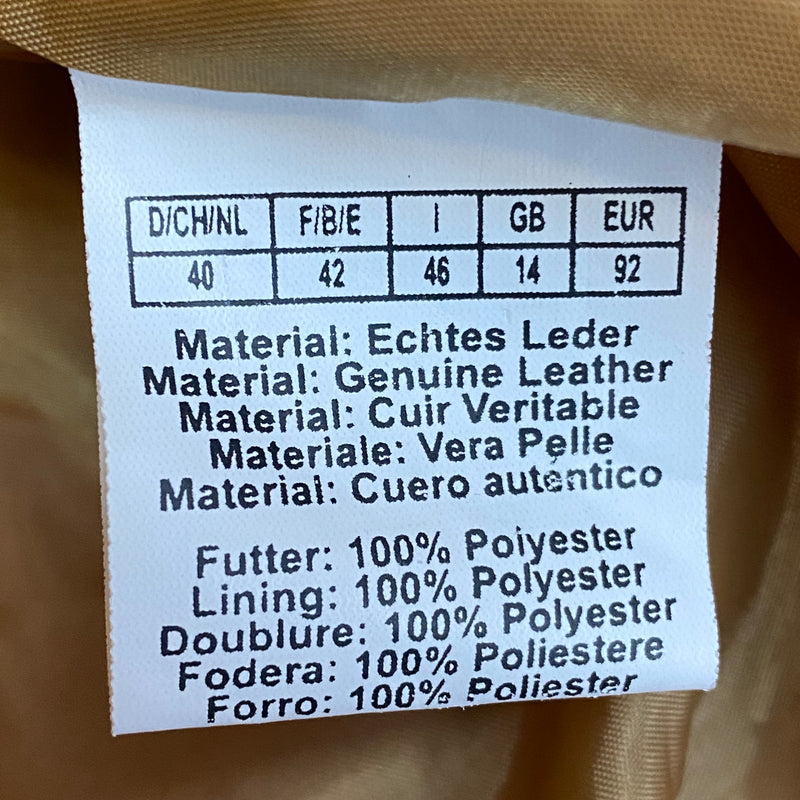 D/CH/NL F/B/E I GB EUR
40 42 46 14 92
Material: Echtes Leder
Material: Genuine Leather
Material: Cuir Veritable
Materiale: Vera Pelle
Material: Cuero autentico
Futter: 100% Polyester
Lining: 100% Polyester
Doublure: 100% Polyester
Fodera: 100% Poliestere
Forro: 100% Poliester